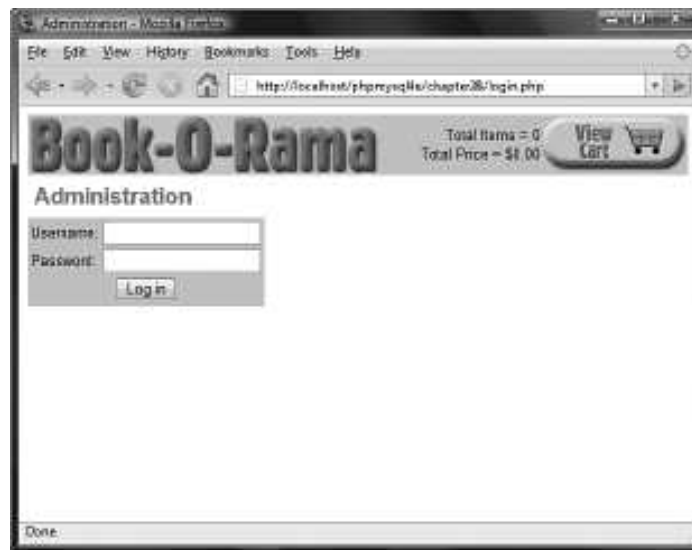 Administration - Mozilla Firefox
File Edit View History Bookmarks Tools Help
http://localhost/phpmysql4e/chapter28/login.php
Book-O-Rama
Total Items = 0
Total Price = $0.00
View Cart
Administration
Username:
Password:
Log in
Done